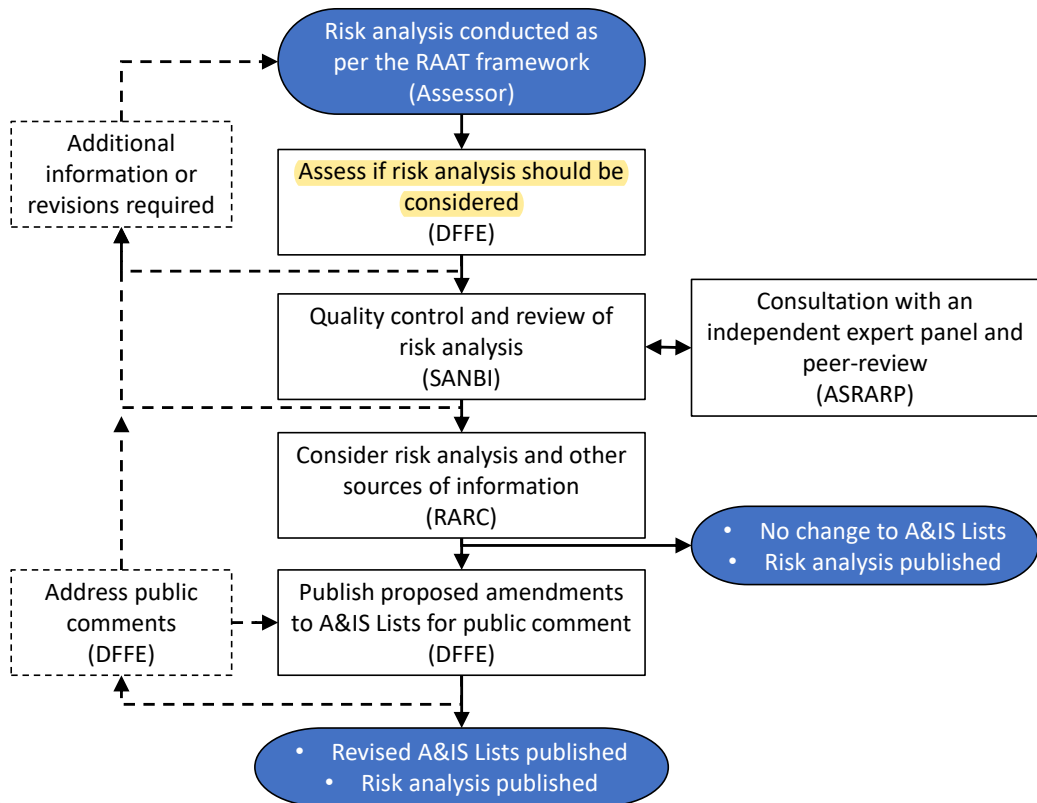 Risk analysis conducted as
per the RAAT framework
(Assessor)
Additional
information or
revisions required
Assess if risk analysis should be
considered
(DFFE)
Quality control and review of
risk analysis
(SANBI)
Consultation with an
independent expert panel and
peer-review
(ASRARP)
Consider risk analysis and other
sources of information
(RARC)
• No change to A&IS Lists
• Risk analysis published
Address public
comments
(DFFE)
Publish proposed amendments
to A&IS Lists for public comment
(DFFE)
• Revised A&IS Lists published
• Risk analysis published